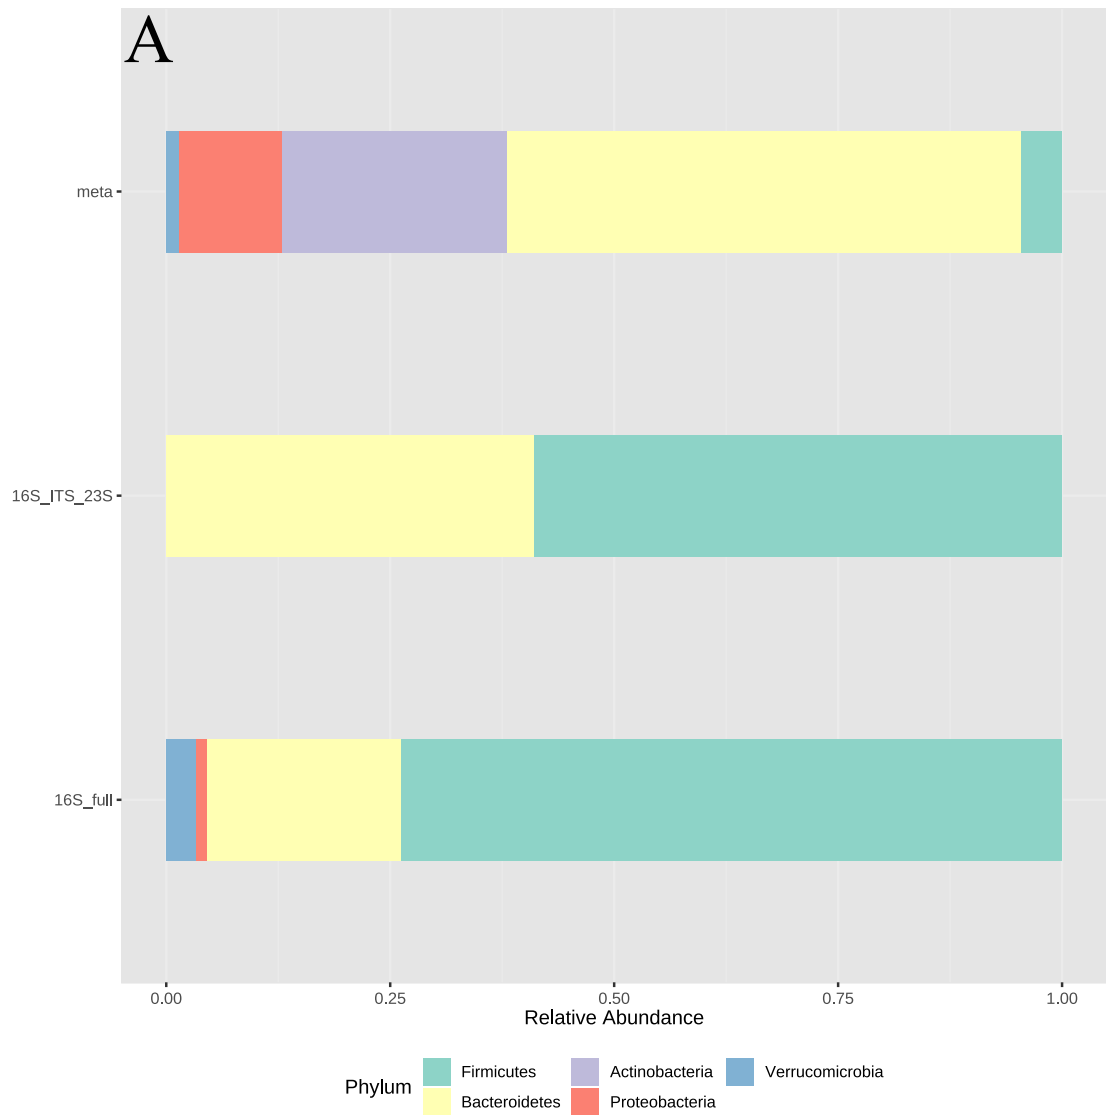 A
meta
16S_ITS_23S
16S_full
0.00 0.25 0.50 0.75 1.00
Relative Abundance
Phylum
Firmicutes Actinobacteria Verrucomicrobia
Bacteroidetes Proteobacteria